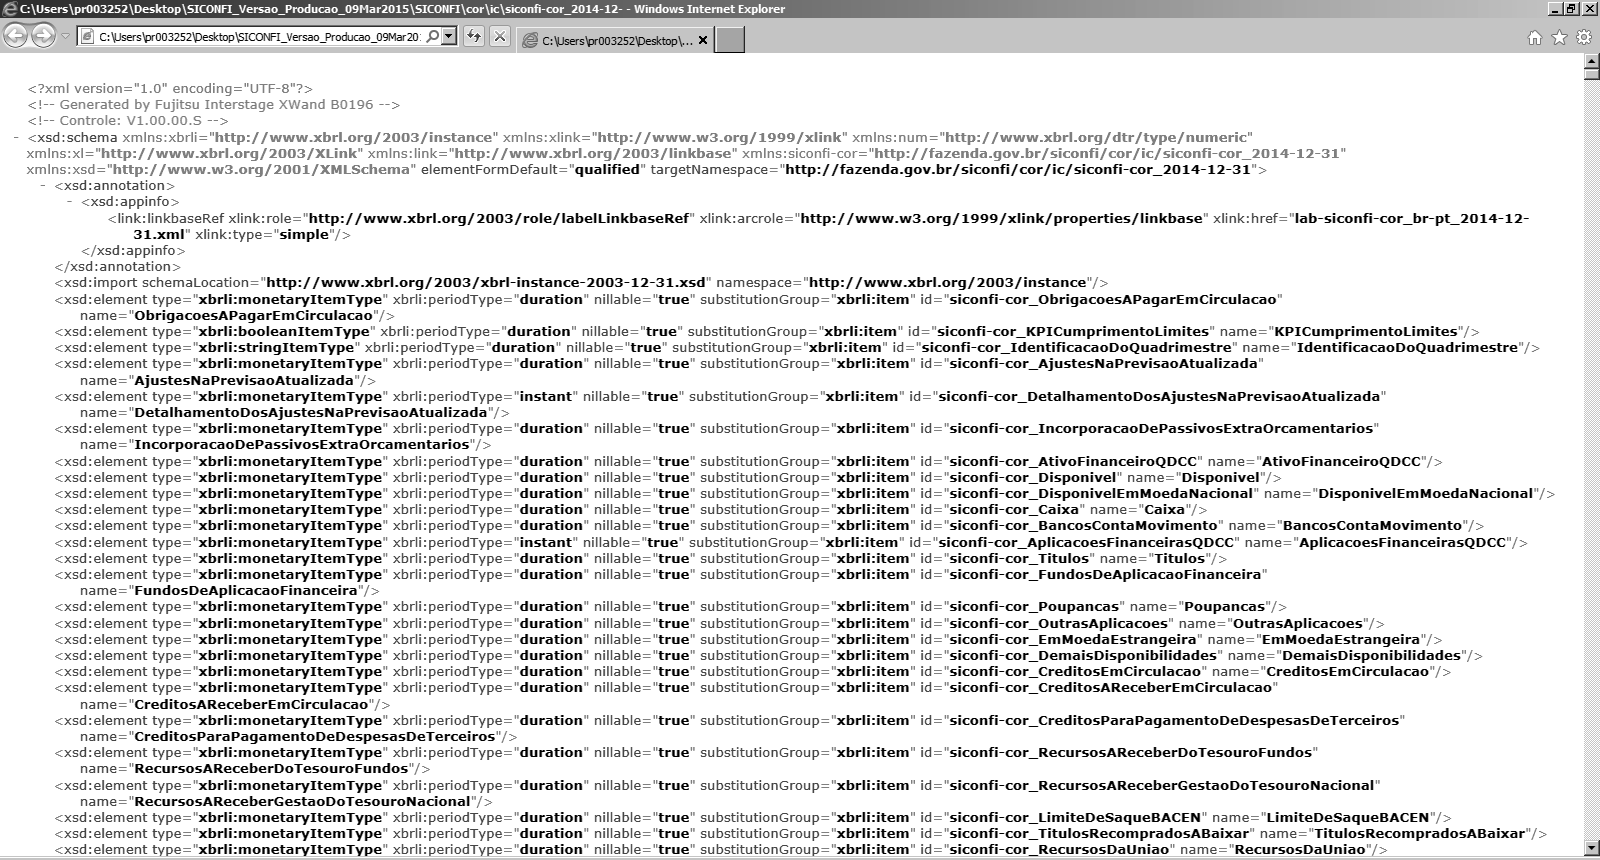 C:\Users\pr003252\Desktop\SICONFI_Versao_Producao_09Mar2015\SICONFI\cor\ic\siconfi-cor_2014-12- - Windows Internet Explorer
C:\Users\pr003252\Desktop\SICONFI_Versao_Producao_09Mar201
C:\Users\pr003252\Desktop\...
<?xml version="1.0" encoding="UTF-8"?>
<!-- Generated by Fujitsu Interstage XWand B0196 -->
<!-- Controle: V1.00.00.S -->
- <xsd:schema xmlns:xbrli="http://www.xbrl.org/2003/instance" xmlns:xlink="http://www.w3.org/1999/xlink" xmlns:num="http://www.xbrl.org/dtr/type/numeric"
xmlns:xl="http://www.xbrl.org/2003/XLink" xmlns:link="http://www.xbrl.org/2003/linkbase" xmlns:siconfi-cor="http://fazenda.gov.br/siconfi/cor/ic/siconfi-cor_2014-12-31"
xmlns:xsd="http://www.w3.org/2001/XMLSchema" elementFormDefault="qualified" targetNamespace="http://fazenda.gov.br/siconfi/cor/ic/siconfi-cor_2014-12-31">
- <xsd:annotation>
- <xsd:appinfo>
<link:linkbaseRef xlink:role="http://www.xbrl.org/2003/role/labelLinkbaseRef" xlink:arcrole="http://www.w3.org/1999/xlink/properties/linkbase" xlink:href="lab-siconfi-cor_br-pt_2014-12-
31.xml" xlink:type="simple"/>
</xsd:appinfo>
</xsd:annotation>
<xsd:import schemaLocation="http://www.xbrl.org/2003/xbrl-instance-2003-12-31.xsd" namespace="http://www.xbrl.org/2003/instance"/>
<xsd:element type="xbrli:monetaryItemType" xbrli:periodType="duration" nillable="true" substitutionGroup="xbrli:item" id="siconfi-cor_ObrigacoesAPagarEmCirculacao"
name="ObrigacoesAPagarEmCirculacao"/>
<xsd:element type="xbrli:booleanItemType" xbrli:periodType="duration" nillable="true" substitutionGroup="xbrli:item" id="siconfi-cor_KPICumprimentoLimites" name="KPICumprimentoLimites"/>
<xsd:element type="xbrli:stringItemType" xbrli:periodType="duration" nillable="true" substitutionGroup="xbrli:item" id="siconfi-cor_IdentificacaoDoQuadrimestre" name="IdentificacaoDoQuadrimestre"/>
<xsd:element type="xbrli:monetaryItemType" xbrli:periodType="duration" nillable="true" substitutionGroup="xbrli:item" id="siconfi-cor_AjustesNaPrevisaoAtualizada"
name="AjustesNaPrevisaoAtualizada"/>
<xsd:element type="xbrli:monetaryItemType" xbrli:periodType="instant" nillable="true" substitutionGroup="xbrli:item" id="siconfi-cor_DetalhamentoDosAjustesNaPrevisaoAtualizada"
name="DetalhamentoDosAjustesNaPrevisaoAtualizada"/>
<xsd:element type="xbrli:monetaryItemType" xbrli:periodType="duration" nillable="true" substitutionGroup="xbrli:item" id="siconfi-cor_IncorporacaoDePassivosExtraOrcamentarios"
name="IncorporacaoDePassivosExtraOrcamentarios"/>
<xsd:element type="xbrli:monetaryItemType" xbrli:periodType="duration" nillable="true" substitutionGroup="xbrli:item" id="siconfi-cor_AtivoFinanceiroQDCC" name="AtivoFinanceiroQDCC"/>
<xsd:element type="xbrli:monetaryItemType" xbrli:periodType="duration" nillable="true" substitutionGroup="xbrli:item" id="siconfi-cor_Disponivel" name="Disponivel"/>
<xsd:element type="xbrli:monetaryItemType" xbrli:periodType="duration" nillable="true" substitutionGroup="xbrli:item" id="siconfi-cor_DisponivelEmMoedaNacional" name="DisponivelEmMoedaNacional"/>
<xsd:element type="xbrli:monetaryItemType" xbrli:periodType="duration" nillable="true" substitutionGroup="xbrli:item" id="siconfi-cor_Caixa" name="Caixa"/>
<xsd:element type="xbrli:monetaryItemType" xbrli:periodType="duration" nillable="true" substitutionGroup="xbrli:item" id="siconfi-cor_BancosContaMovimento" name="BancosContaMovimento"/>
<xsd:element type="xbrli:monetaryItemType" xbrli:periodType="instant" nillable="true" substitutionGroup="xbrli:item" id="siconfi-cor_AplicacoesFinanceirasQDCC" name="AplicacoesFinanceirasQDCC"/>
<xsd:element type="xbrli:monetaryItemType" xbrli:periodType="duration" nillable="true" substitutionGroup="xbrli:item" id="siconfi-cor_Titulos" name="Titulos"/>
<xsd:element type="xbrli:monetaryItemType" xbrli:periodType="duration" nillable="true" substitutionGroup="xbrli:item" id="siconfi-cor_FundosDeAplicacaoFinanceira"
name="FundosDeAplicacaoFinanceira"/>
<xsd:element type="xbrli:monetaryItemType" xbrli:periodType="duration" nillable="true" substitutionGroup="xbrli:item" id="siconfi-cor_Poupancas" name="Poupancas"/>
<xsd:element type="xbrli:monetaryItemType" xbrli:periodType="duration" nillable="true" substitutionGroup="xbrli:item" id="siconfi-cor_OutrasAplicacoes" name="OutrasAplicacoes"/>
<xsd:element type="xbrli:monetaryItemType" xbrli:periodType="duration" nillable="true" substitutionGroup="xbrli:item" id="siconfi-cor_EmMoedaEstrangeira" name="EmMoedaEstrangeira"/>
<xsd:element type="xbrli:monetaryItemType" xbrli:periodType="duration" nillable="true" substitutionGroup="xbrli:item" id="siconfi-cor_DemaisDisponibilidades" name="DemaisDisponibilidades"/>
<xsd:element type="xbrli:monetaryItemType" xbrli:periodType="duration" nillable="true" substitutionGroup="xbrli:item" id="siconfi-cor_CreditosEmCirculacao" name="CreditosEmCirculacao"/>
<xsd:element type="xbrli:monetaryItemType" xbrli:periodType="duration" nillable="true" substitutionGroup="xbrli:item" id="siconfi-cor_CreditosAReceberEmCirculacao"
name="CreditosAReceberEmCirculacao"/>
<xsd:element type="xbrli:monetaryItemType" xbrli:periodType="duration" nillable="true" substitutionGroup="xbrli:item" id="siconfi-cor_CreditosParaPagamentoDeDespesasDeTerceiros"
name="CreditosParaPagamentoDeDespesasDeTerceiros"/>
<xsd:element type="xbrli:monetaryItemType" xbrli:periodType="duration" nillable="true" substitutionGroup="xbrli:item" id="siconfi-cor_RecursosAReceberDoTesouroFundos"
name="RecursosAReceberDoTesouroFundos"/>
<xsd:element type="xbrli:monetaryItemType" xbrli:periodType="duration" nillable="true" substitutionGroup="xbrli:item" id="siconfi-cor_RecursosAReceberGestaoDoTesouroNacional"
name="RecursosAReceberGestaoDoTesouroNacional"/>
<xsd:element type="xbrli:monetaryItemType" xbrli:periodType="duration" nillable="true" substitutionGroup="xbrli:item" id="siconfi-cor_LimiteDeSaqueBACEN" name="LimiteDeSaqueBACEN"/>
<xsd:element type="xbrli:monetaryItemType" xbrli:periodType="duration" nillable="true" substitutionGroup="xbrli:item" id="siconfi-cor_TitulosRecompradosABaixar" name="TitulosRecompradosABaixar"/>
<xsd:element type="xbrli:monetaryItemType" xbrli:periodType="duration" nillable="true" substitutionGroup="xbrli:item" id="siconfi-cor_RecursosDaUniao" name="RecursosDaUniao"/>